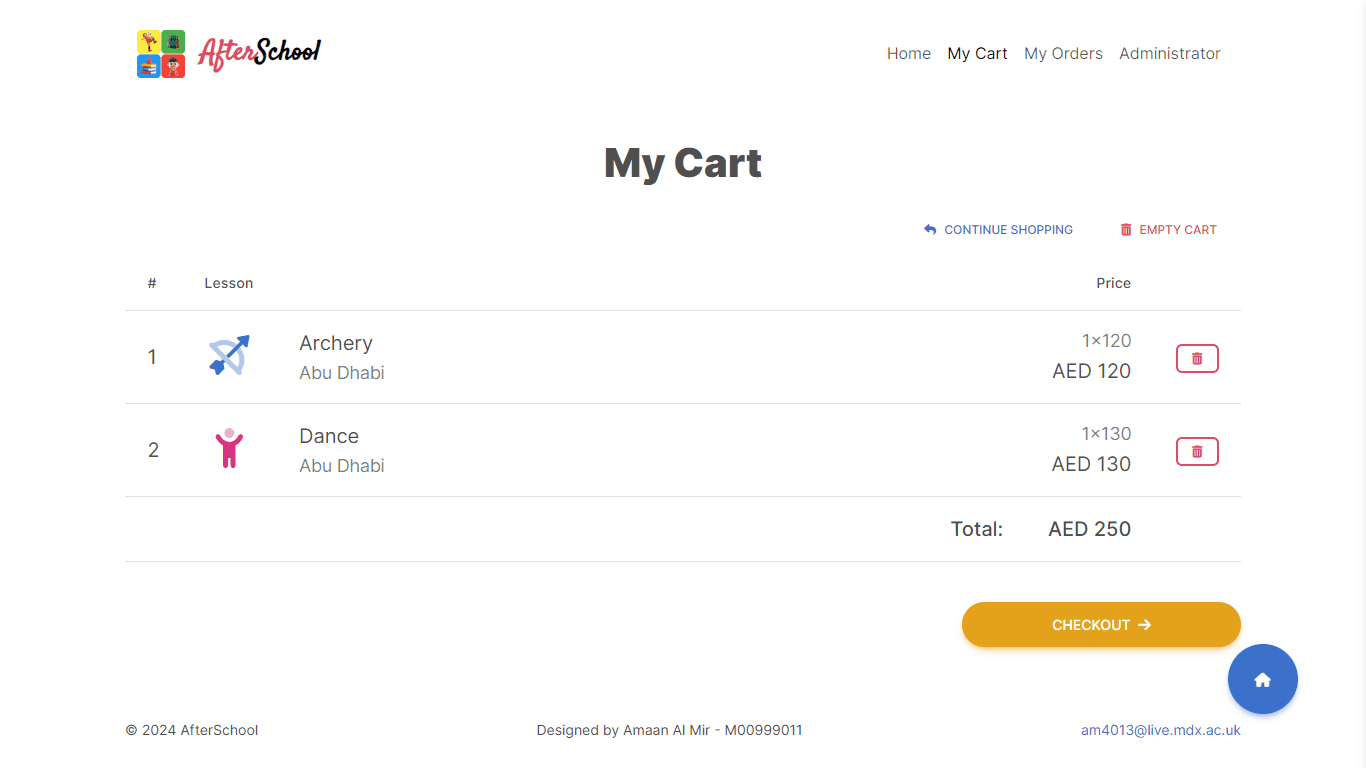 AfterSchool
Home My Cart My Orders Administrator
My Cart
CONTINUE SHOPPING EMPTY CART
# Lesson Price
1 Archery 1×120
Abu Dhabi AED 120
2 Dance 1×130
Abu Dhabi AED 130
Total: AED 250
CHECKOUT
© 2024 AfterSchool Designed by Amaan Al Mir - M00999011 am4013@live.mdx.ac.uk